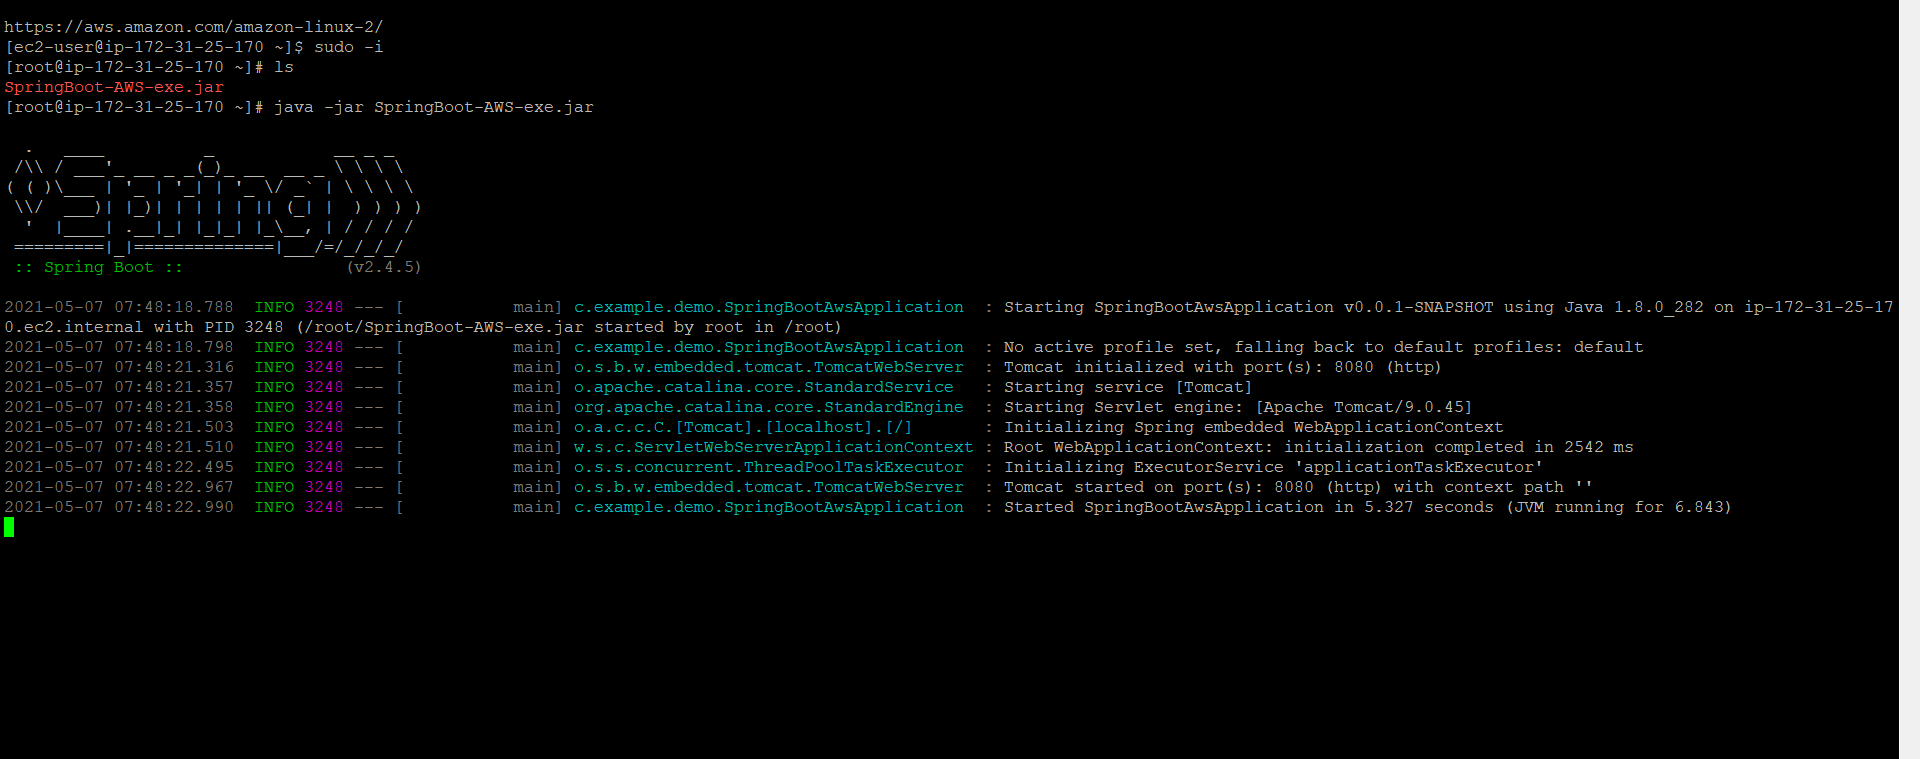 https://aws.amazon.com/amazon-linux-2/
[ec2-user@ip-172-31-25-170 ~]$ sudo -i
[root@ip-172-31-25-170 ~]# ls
SpringBoot-AWS-exe.jar
[root@ip-172-31-25-170 ~]# java -jar SpringBoot-AWS-exe.jar
  .   ____          _            __ _ _
 /\\ / ___'_ __ _ _(_)_ __  __ _ \ \ \ \
( ( )\___ | '_ | '_| | '_ \/ _` | \ \ \ \
 \\/  ___)| |_)| | | | | || (_| |  ) ) ) )
  '  |____| .__|_| |_|_| |_\__, | / / / /
 =========|_|==============|___/=/_/_/_/
 :: Spring Boot ::                (v2.4.5)
2021-05-07 07:48:18.788  INFO 3248 --- [           main] c.example.demo.SpringBootAwsApplication  : Starting SpringBootAwsApplication v0.0.1-SNAPSHOT using Java 1.8.0_282 on ip-172-31-25-17
0.ec2.internal with PID 3248 (/root/SpringBoot-AWS-exe.jar started by root in /root)
2021-05-07 07:48:18.798  INFO 3248 --- [           main] c.example.demo.SpringBootAwsApplication  : No active profile set, falling back to default profiles: default
2021-05-07 07:48:21.316  INFO 3248 --- [           main] o.s.b.w.embedded.tomcat.TomcatWebServer  : Tomcat initialized with port(s): 8080 (http)
2021-05-07 07:48:21.357  INFO 3248 --- [           main] o.apache.catalina.core.StandardService   : Starting service [Tomcat]
2021-05-07 07:48:21.358  INFO 3248 --- [           main] org.apache.catalina.core.StandardEngine  : Starting Servlet engine: [Apache Tomcat/9.0.45]
2021-05-07 07:48:21.503  INFO 3248 --- [           main] o.a.c.c.C.[Tomcat].[localhost].[/]       : Initializing Spring embedded WebApplicationContext
2021-05-07 07:48:21.510  INFO 3248 --- [           main] w.s.c.ServletWebServerApplicationContext : Root WebApplicationContext: initialization completed in 2542 ms
2021-05-07 07:48:22.495  INFO 3248 --- [           main] o.s.s.concurrent.ThreadPoolTaskExecutor  : Initializing ExecutorService 'applicationTaskExecutor'
2021-05-07 07:48:22.967  INFO 3248 --- [           main] o.s.b.w.embedded.tomcat.TomcatWebServer  : Tomcat started on port(s): 8080 (http) with context path ''
2021-05-07 07:48:22.990  INFO 3248 --- [           main] c.example.demo.SpringBootAwsApplication  : Started SpringBootAwsApplication in 5.327 seconds (JVM running for 6.843)